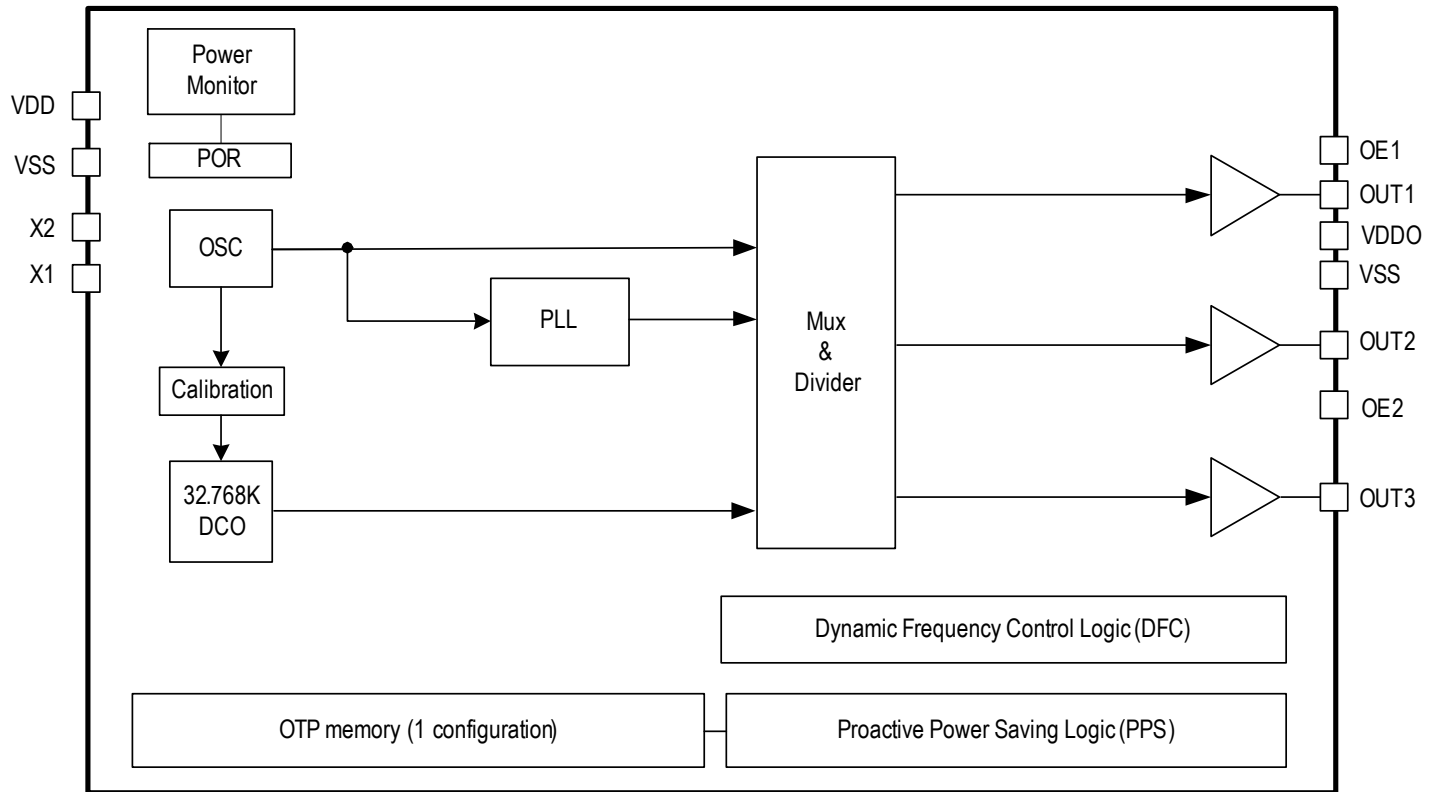 Power
Monitor
VDD
POR
VSS
OE1
OUT1
X2
OSC
VDDO
X1
VSS
PLL
Mux
&
Divider
OUT2
Calibration
OE2
32.768K
DCO
OUT3
Dynamic Frequency Control Logic (DFC)
OTP memory (1 configuration)
Proactive Power Saving Logic (PPS)